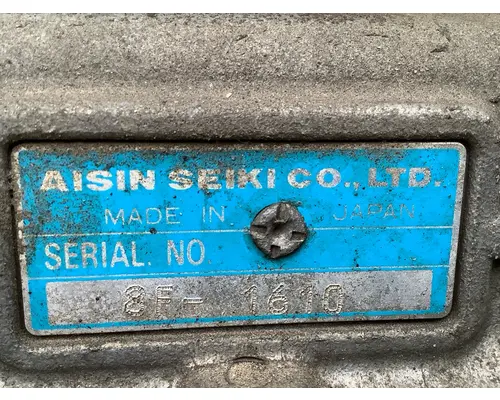 AISIN SEIKI CO., LTD.
MADE IN JAPAN
SERIAL NO.
8F- 1610